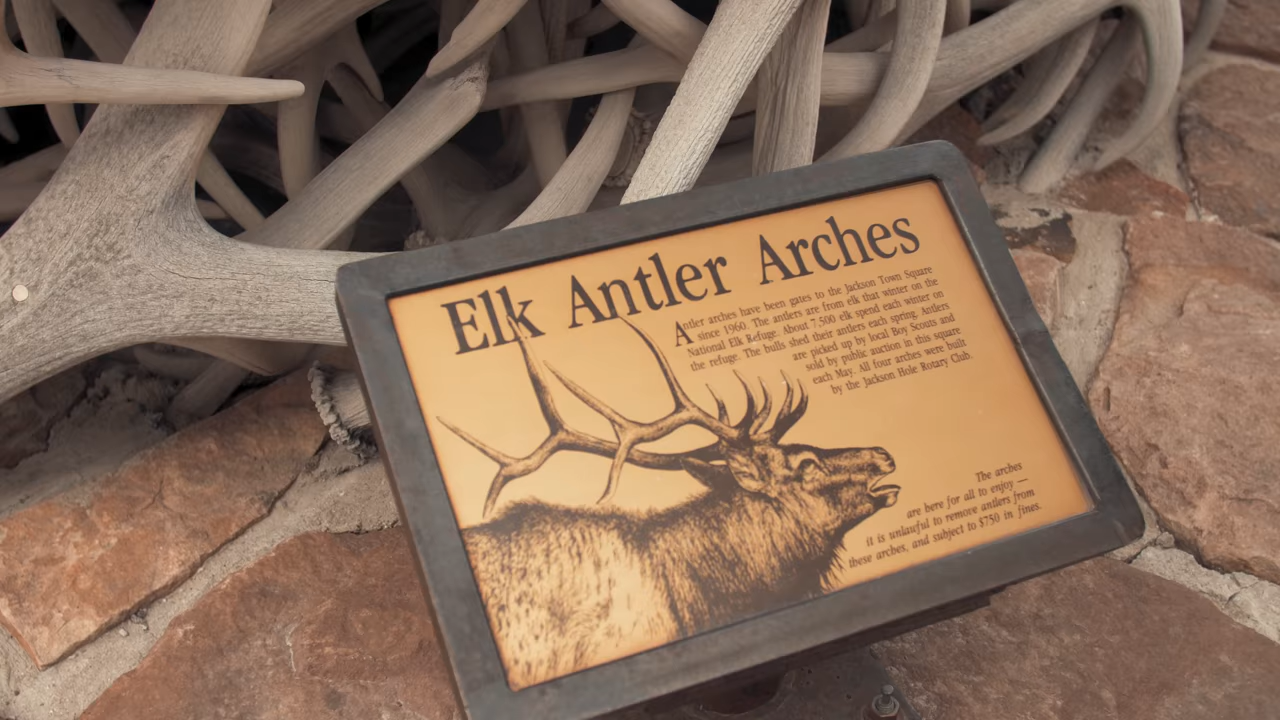 Elk Antler Arches
Antler arches have been gates to the Jackson Town Square
since 1960. The antlers are from elk that winter on the
National Elk Refuge. About 7,500 elk spend each winter on
the refuge. The bulls shed their antlers each spring. Antlers
are picked up by local Boy Scouts and
sold by public auction in this square
each May. All four arches were built
by the Jackson Hole Rotary Club.
The arches
are here for all to enjoy —
it is unlawful to remove antlers from
these arches, and subject to $750 in fines.